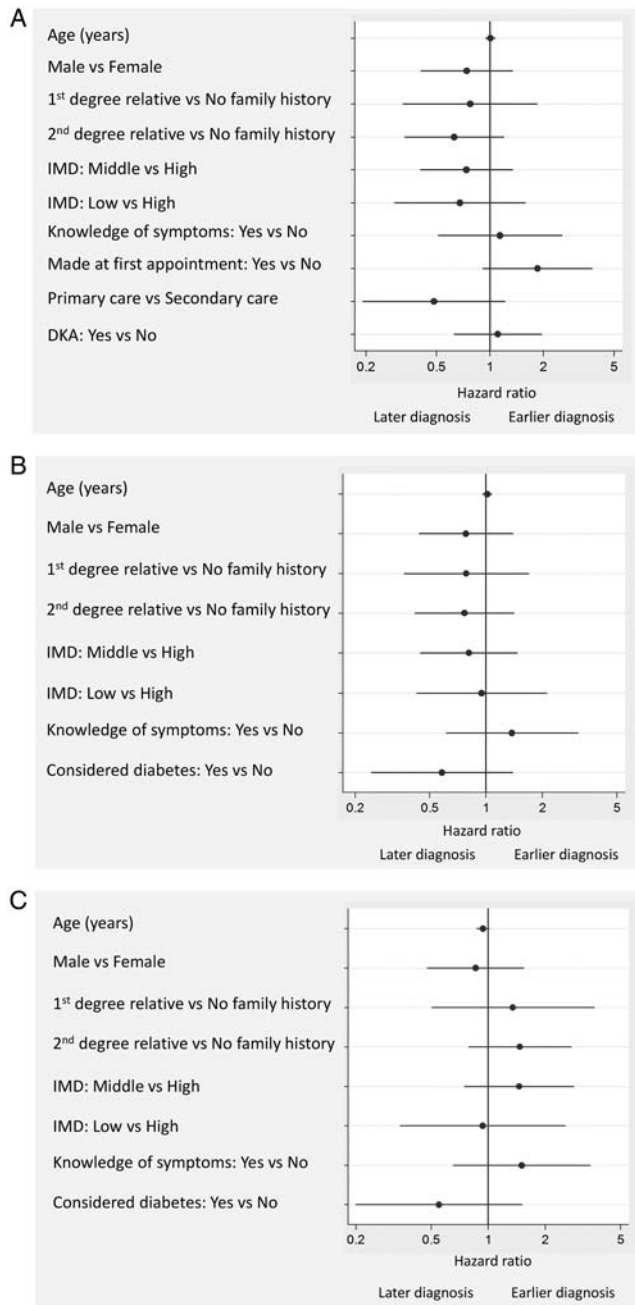 A
Age (years)
Male vs Female
1st degree relative vs No family history
2nd degree relative vs No family history
IMD: Middle vs High
IMD: Low vs High
Knowledge of symptoms: Yes vs No
Made at first appointment: Yes vs No
Primary care vs Secondary care
DKA: Yes vs No
0.2 0.5 1 2 5
Hazard ratio
Later diagnosis Earlier diagnosis
B
Age (years)
Male vs Female
1st degree relative vs No family history
2nd degree relative vs No family history
IMD: Middle vs High
IMD: Low vs High
Knowledge of symptoms: Yes vs No
Considered diabetes: Yes vs No
0.2 0.5 1 2 5
Hazard ratio
Later diagnosis Earlier diagnosis
C
Age (years)
Male vs Female
1st degree relative vs No family history
2nd degree relative vs No family history
IMD: Middle vs High
IMD: Low vs High
Knowledge of symptoms: Yes vs No
Considered diabetes: Yes vs No
0.2 0.5 1 2 5
Hazard ratio
Later diagnosis Earlier diagnosis